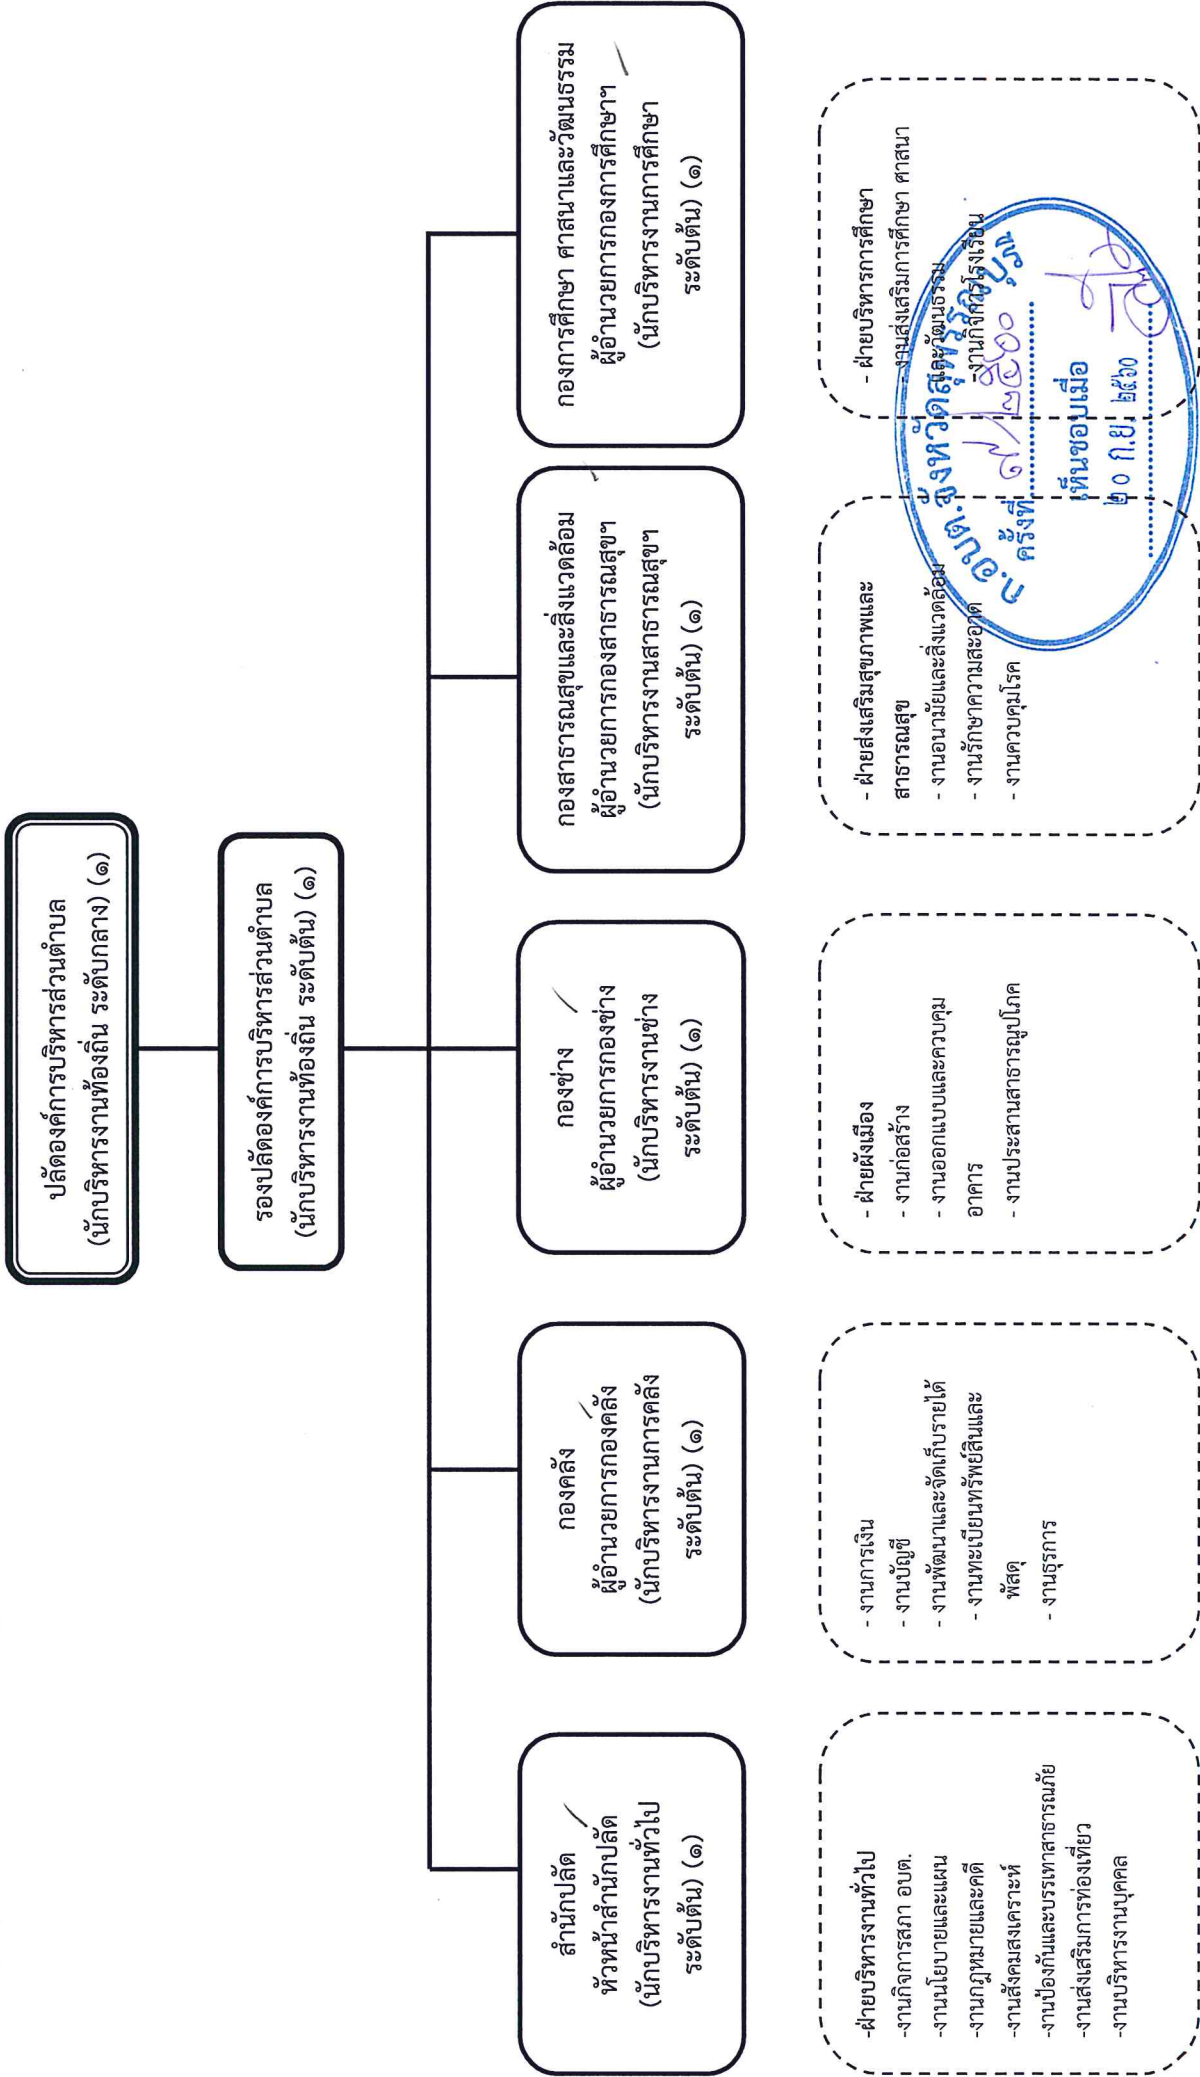 ปลัดองค์การบริหารส่วนตำบล
(นักบริหารงานท้องถิ่น ระดับกลาง) (๑)
รองปลัดองค์การบริหารส่วนตำบล
(นักบริหารงานท้องถิ่น ระดับต้น) (๑)
สำนักปลัด
หัวหน้าสำนักปลัด
(นักบริหารงานทั่วไป
ระดับต้น) (๑)
กองคลัง
ผู้อำนวยการกองคลัง
(นักบริหารงานการคลัง
ระดับต้น) (๑)
กองช่าง
ผู้อำนวยการกองช่าง
(นักบริหารงานช่าง
ระดับต้น) (๑)
กองสาธารณสุขและสิ่งแวดล้อม
ผู้อำนวยการกองสาธารณสุขฯ
(นักบริหารงานสาธารณสุขฯ
ระดับต้น) (๑)
กองการศึกษา ศาสนาและวัฒนธรรม
ผู้อำนวยการกองการศึกษาฯ
(นักบริหารงานการศึกษา
ระดับต้น) (๑)
-ฝ่ายบริหารงานทั่วไป
-งานกิจการสภา อบต.
-งานนโยบายและแผน
-งานกฎหมายและคดี
-งานสังคมสงเคราะห์
-งานป้องกันและบรรเทาสาธารณภัย
-งานส่งเสริมการท่องเที่ยว
-งานบริหารงานบุคคล
- งานการเงิน
- งานบัญชี
- งานพัฒนาและจัดเก็บรายได้
- งานทะเบียนทรัพย์สินและ
พัสดุ
- งานธุรการ
- ฝ่ายผังเมือง
- งานก่อสร้าง
- งานออกแบบและควบคุม
อาคาร
- งานประสานสาธารณูปโภค
- ฝ่ายส่งเสริมสุขภาพและ
สาธารณสุข
- งานอนามัยและสิ่งแวดล้อม
- งานรักษาความสะอาด
- งานควบคุมโรค
- ฝ่ายบริหารการศึกษา
- งานส่งเสริมการศึกษา ศาสนา
และวัฒนธรรม
-งานกิจการโรงเรียน
ก.อบต.จังหวัดสุพรรณบุรี
ครั้งที่ ๙/๒๕๖๐
เห็นชอบเมื่อ
๒๐ ก.ย. ๒๕๖๐